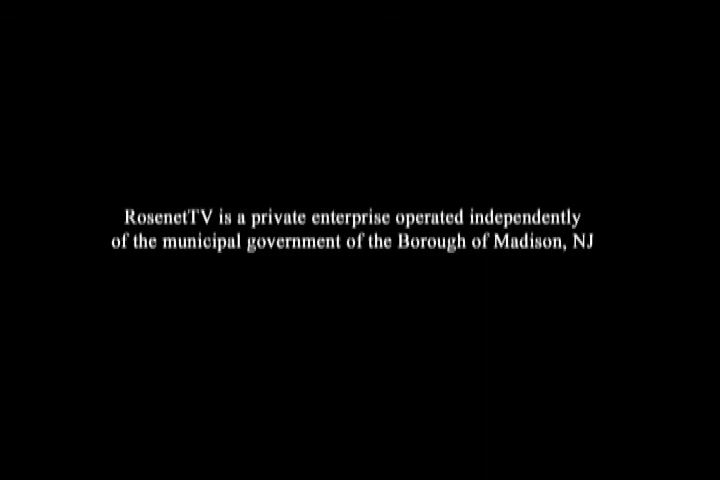 RosenetTV is a private enterprise operated independently
of the municipal government of the Borough of Madison, NJ